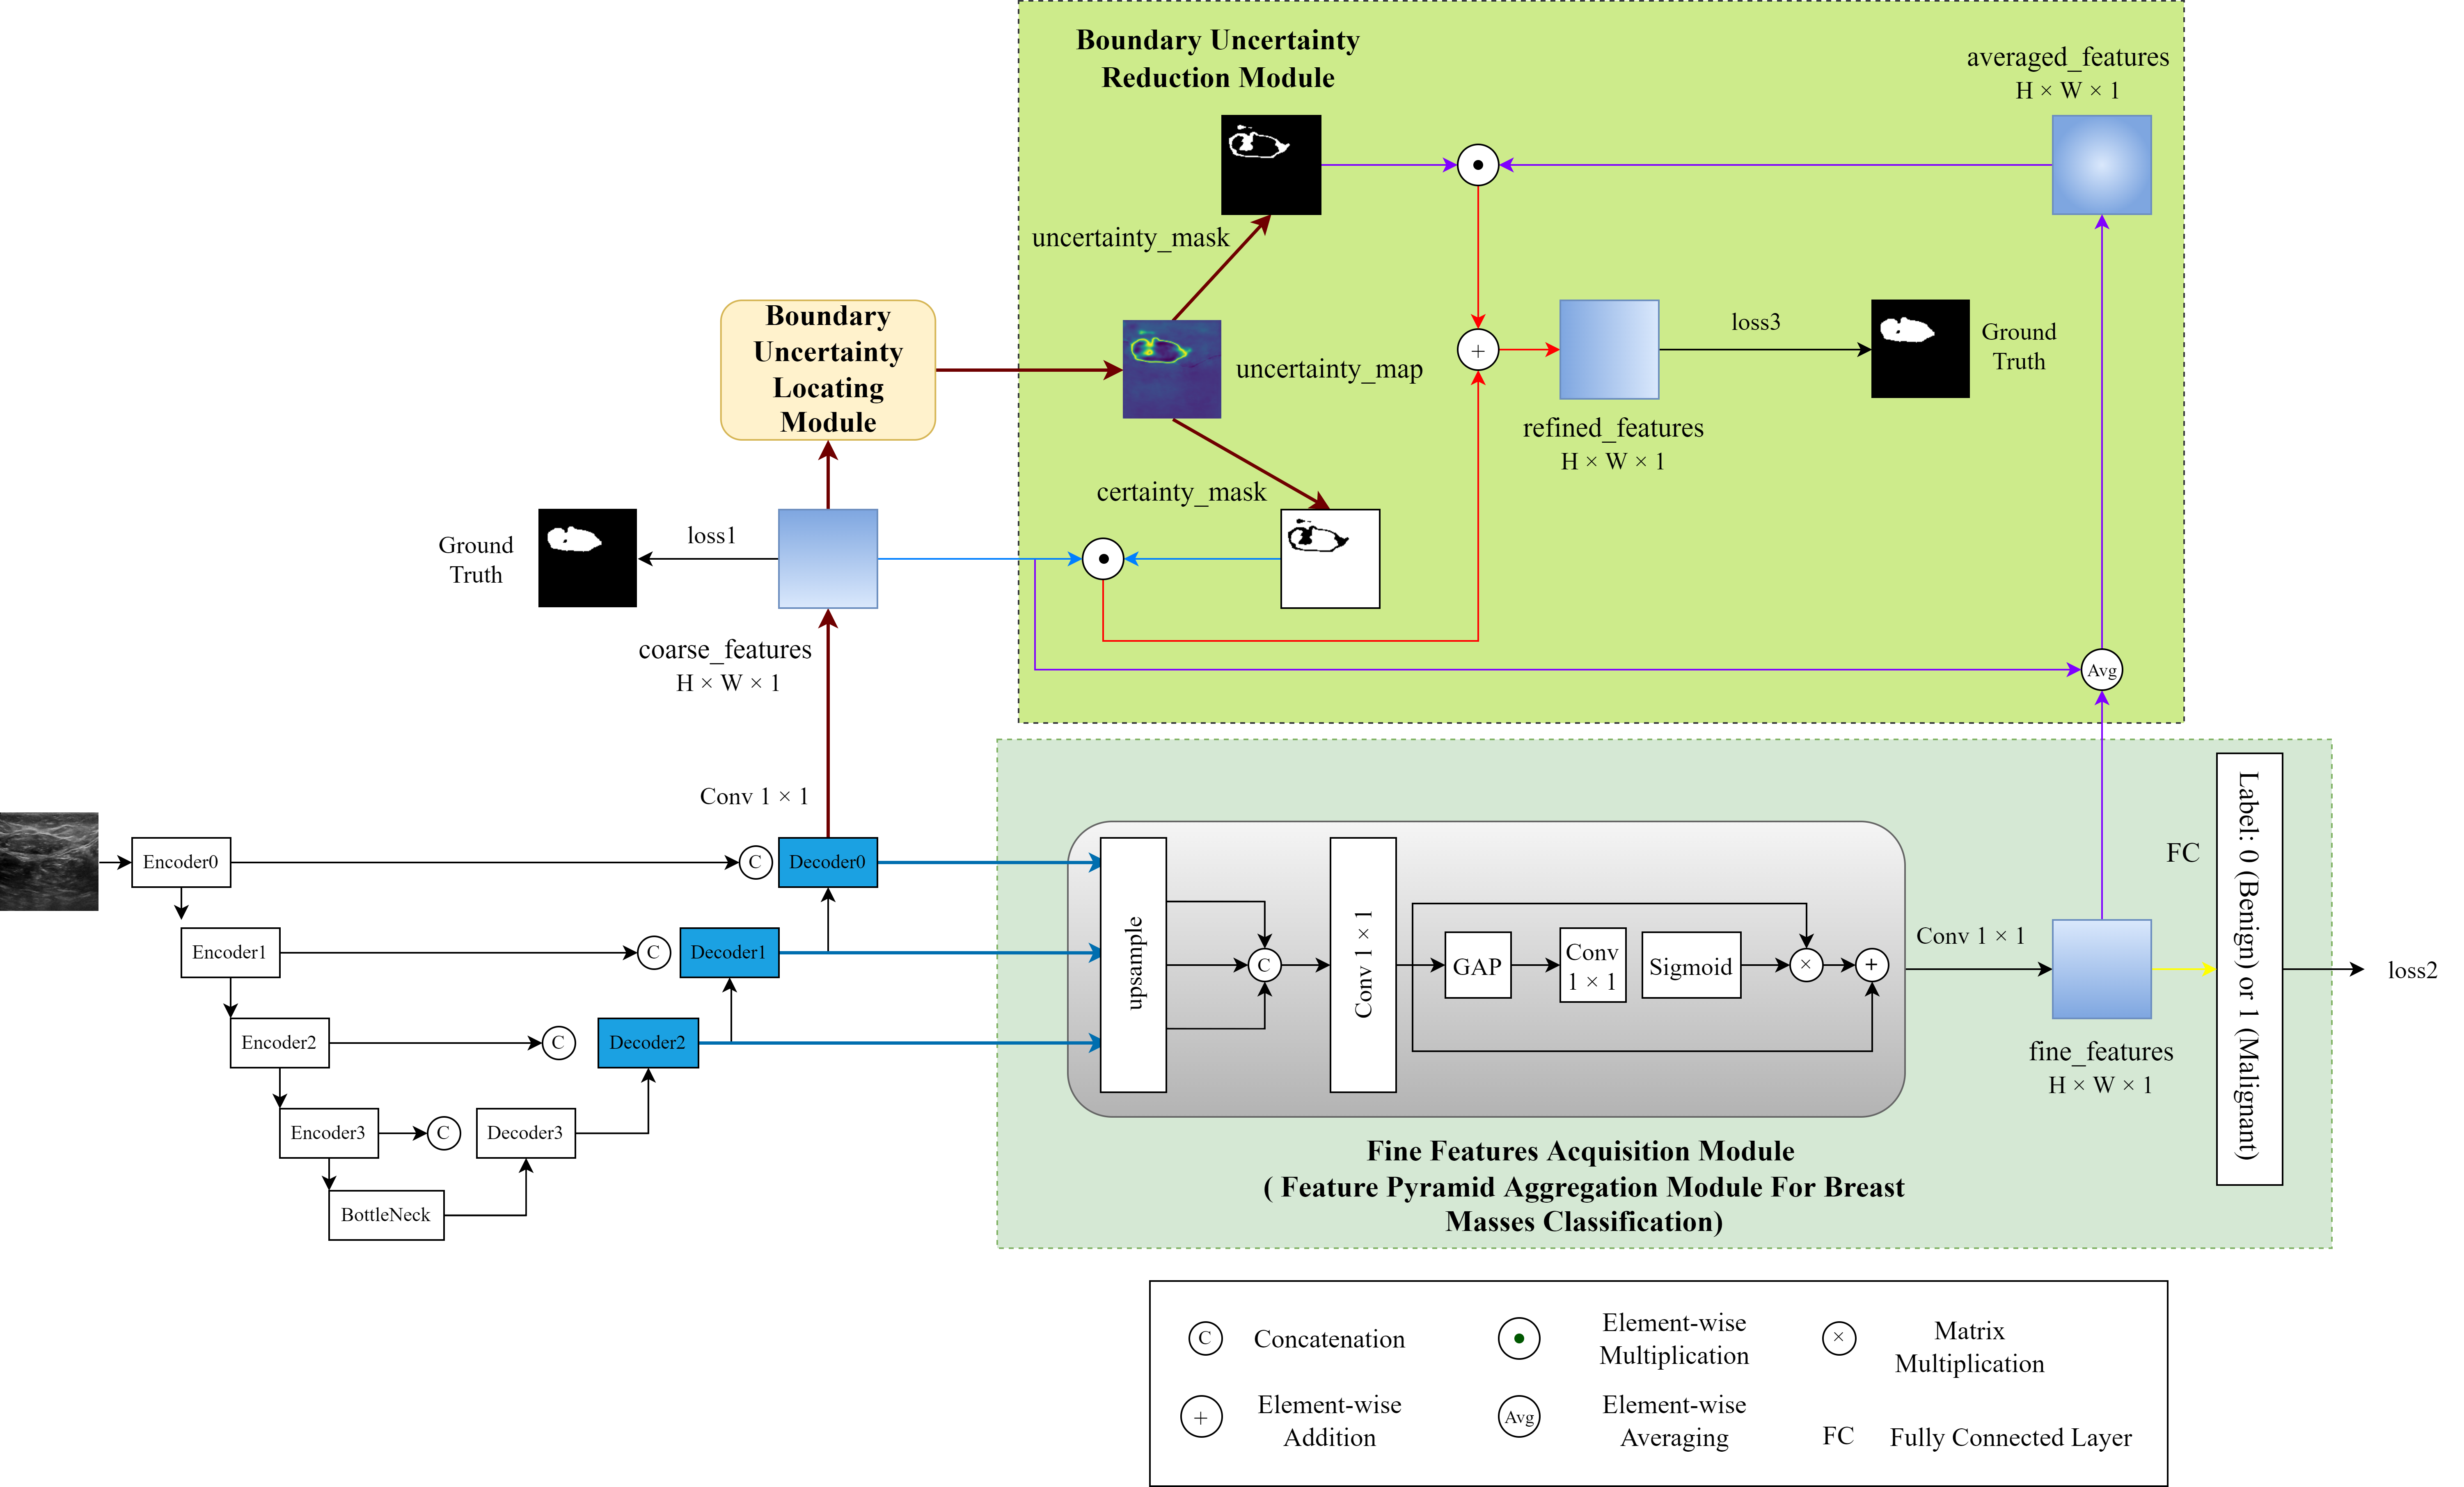 Boundary Uncertainty
Reduction Module
averaged_features
H × W × 1
uncertainty_mask
Boundary
Uncertainty
Locating
Module
uncertainty_map
+
loss3
Ground
Truth
refined_features
H × W × 1
certainty_mask
Ground
Truth
loss1
coarse_features
H × W × 1
Avg
Conv 1 × 1
Encoder0
C
Decoder0
Encoder1
C
Decoder1
Encoder2
C
Decoder2
Encoder3
C
Decoder3
BottleNeck
upsample
C
Conv 1 × 1
GAP
Conv
1 × 1
Sigmoid
×
+
Conv 1 × 1
fine_features
H × W × 1
FC
Label: 0 (Benign) or 1 (Malignant)
loss2
Fine Features Acquisition Module
( Feature Pyramid Aggregation Module For Breast
Masses Classification)
C
Concatenation
Element-wise
Multiplication
×
Matrix
Multiplication
+
Element-wise
Addition
Avg
Element-wise
Averaging
FC
Fully Connected Layer